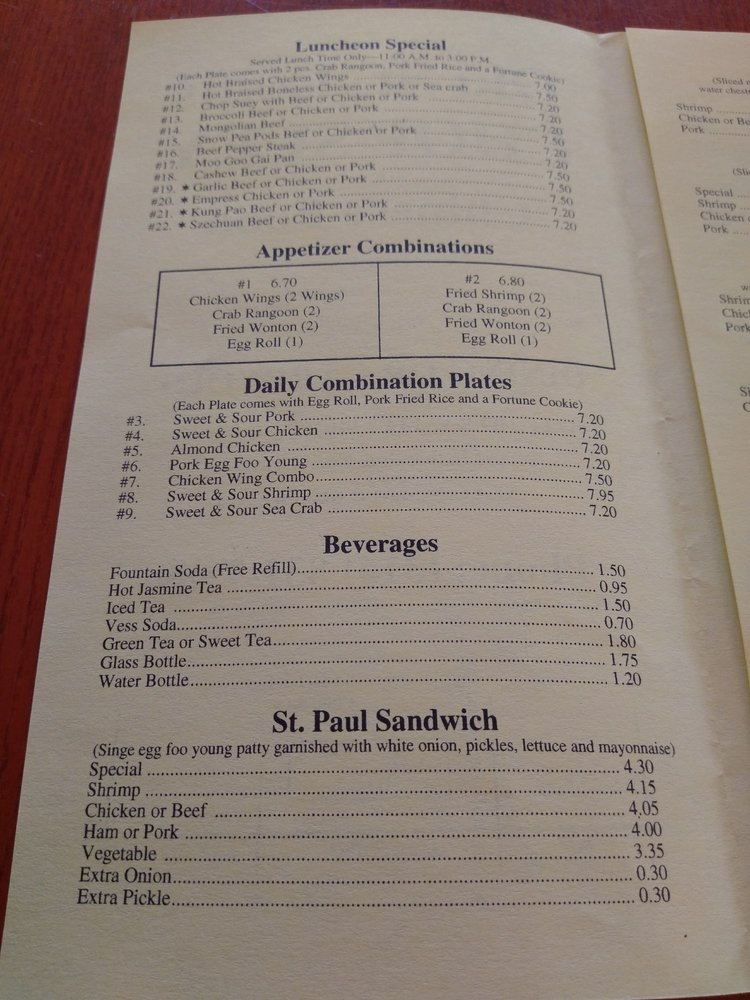 Luncheon Special
Served Lunch Time Only—11:00 A.M. to 3:00 P.M.
(Each Plate comes with 2 pcs. Crab Rangoon, Pork Fried Rice and a Fortune Cookie)
#10. Hot Braised Chicken Wings 7.00
#11. Hot Braised Boneless Chicken or Pork or Sea crab 7.50
#12. Chop Suey with Beef or Chicken or Pork 7.20
#13. Broccoli Beef or Chicken or Pork 7.20
#14. Mongolian Beef 7.20
#15. Snow Pea Pods Beef or Chicken or Pork 7.50
#16. Beef Pepper Steak 7.20
#17. Moo Goo Gai Pan 7.20
#18. Cashew Beef or Chicken or Pork 7.50
#19. * Garlic Beef or Chicken or Pork 7.50
#20. * Empress Chicken or Pork 7.50
#21. * Kung Pao Beef or Chicken or Pork 7.20
#22. * Szechuan Beef or Chicken or Pork 7.20
Appetizer Combinations
#1 6.70
Chicken Wings (2 Wings)
Crab Rangoon (2)
Fried Wonton (2)
Egg Roll (1)
#2 6.80
Fried Shrimp (2)
Crab Rangoon (2)
Fried Wonton (2)
Egg Roll (1)
Daily Combination Plates
(Each Plate comes with Egg Roll, Pork Fried Rice and a Fortune Cookie)
#3. Sweet & Sour Pork 7.20
#4. Sweet & Sour Chicken 7.20
#5. Almond Chicken 7.20
#6. Pork Egg Foo Young 7.20
#7. Chicken Wing Combo 7.50
#8. Sweet & Sour Shrimp 7.95
#9. Sweet & Sour Sea Crab 7.20
Beverages
Fountain Soda (Free Refill) 1.50
Hot Jasmine Tea 0.95
Iced Tea 1.50
Vess Soda 0.70
Green Tea or Sweet Tea 1.80
Glass Bottle 1.75
Water Bottle 1.20
St. Paul Sandwich
(Singe egg foo young patty garnished with white onion, pickles, lettuce and mayonnaise)
Special 4.30
Shrimp 4.15
Chicken or Beef 4.05
Ham or Pork 4.00
Vegetable 3.35
Extra Onion 0.30
Extra Pickle 0.30
(Sliced
water
Shrimp
Chicken or
Pork
Special
Shrimp
Chicken
Pork